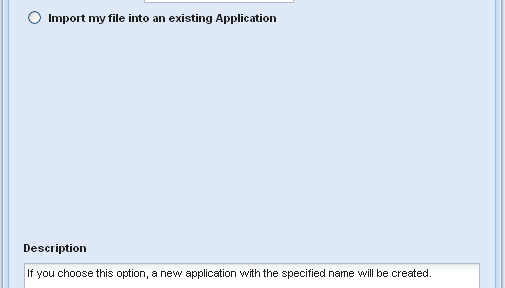 Import my file into an existing Application
Description
If you choose this option, a new application with the specified name will be created.